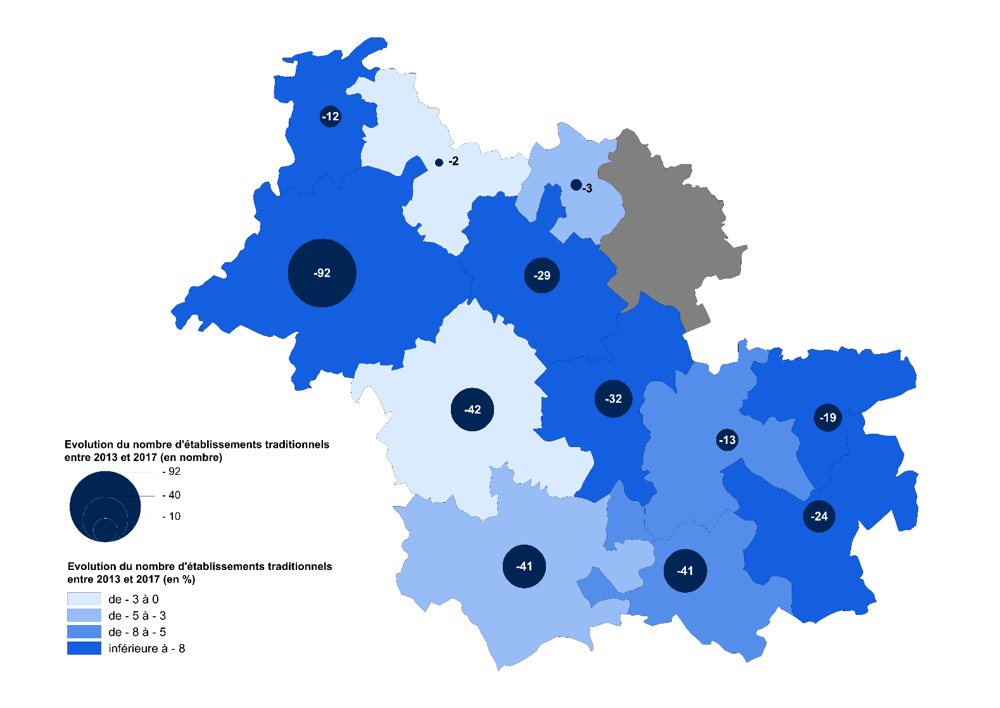 -12
-2
-3
-92
-29
-42
-32
-19
-13
-24
-41
-41
Evolution du nombre d'établissements traditionnels
entre 2013 et 2017 (en nombre)
- 92
- 40
- 10
Evolution du nombre d'établissements traditionnels
entre 2013 et 2017 (en %)
de - 3 à 0
de - 5 à - 3
de - 8 à - 5
inférieure à - 8